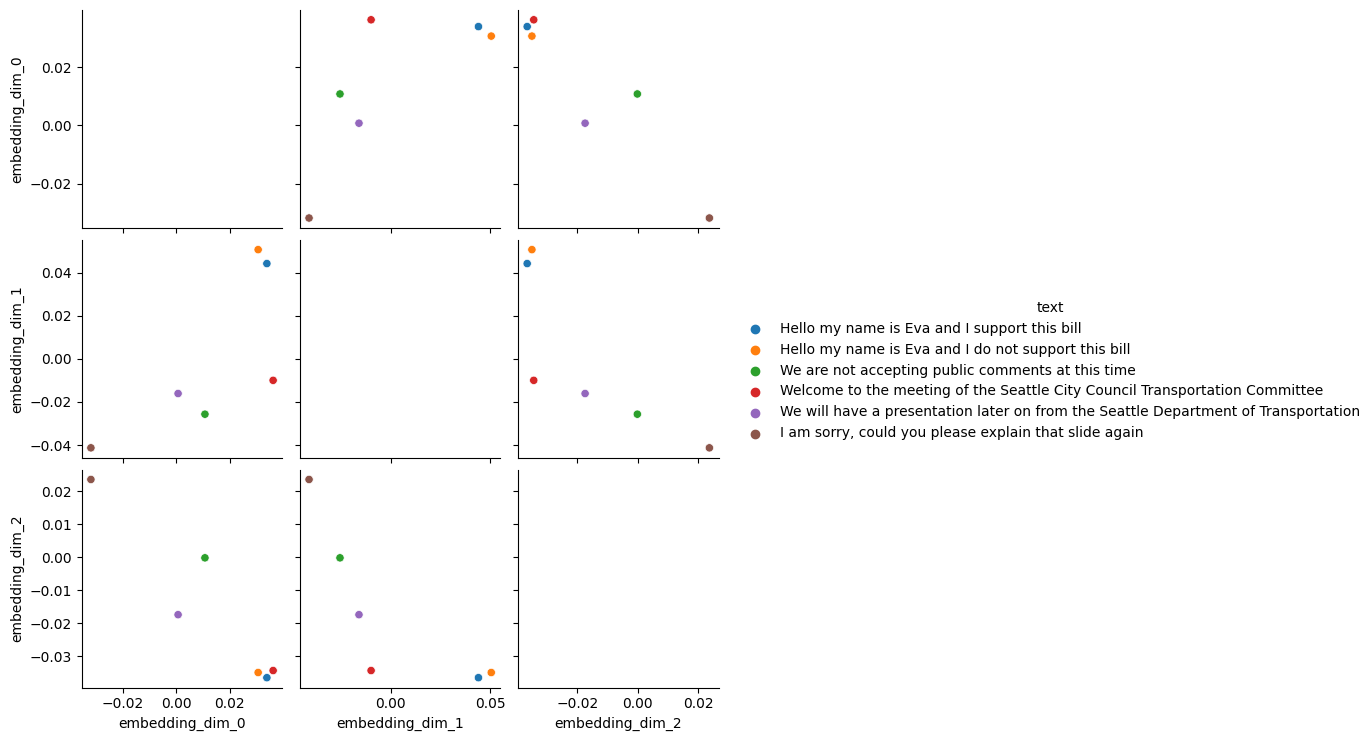 embedding_dim_0
0.02
0.00
−0.02
embedding_dim_1
0.04
0.02
0.00
−0.02
−0.04
embedding_dim_2
0.02
0.01
0.00
−0.01
−0.02
−0.03
−0.02 0.00 0.02
embedding_dim_0
0.00 0.05
embedding_dim_1
−0.02 0.00 0.02
embedding_dim_2
text
Hello my name is Eva and I support this bill
Hello my name is Eva and I do not support this bill
We are not accepting public comments at this time
Welcome to the meeting of the Seattle City Council Transportation Committee
We will have a presentation later on from the Seattle Department of Transportation
I am sorry, could you please explain that slide again